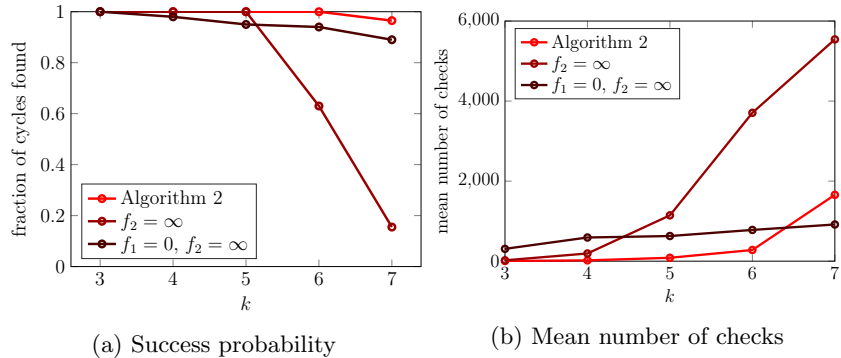 fraction of cycles found
1
0.8
0.6
0.4
0.2
0
Algorithm 2
f₂ = ∞
f₁ = 0, f₂ = ∞
3 4 5 6 7
k
(a) Success probability
mean number of checks
6,000
4,000
2,000
0
Algorithm 2
f₂ = ∞
f₁ = 0, f₂ = ∞
3 4 5 6 7
k
(b) Mean number of checks